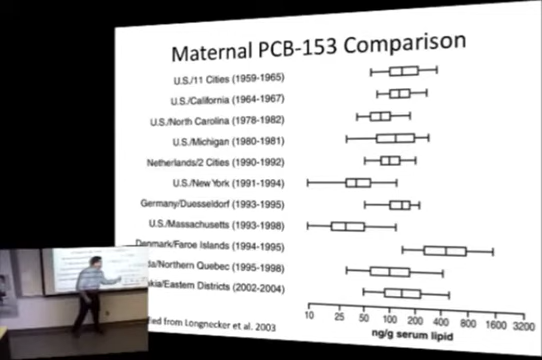 Maternal PCB-153 Comparison
U.S./11 Cities (1959-1965)
U.S./California (1964-1967)
U.S./North Carolina (1978-1982)
U.S./Michigan (1980-1981)
Netherlands/2 Cities (1990-1992)
U.S./New York (1991-1994)
Germany/Duesseldorf (1993-1995)
U.S./Massachusetts (1993-1998)
Denmark/Faroe Islands (1994-1995)
da/Northern Quebec (1995-1998)
kia/Eastern Districts (2002-2004)
10 25 50 100 200 400 800 1600 3200
ng/g serum lipid
fied from Longnecker et al. 2003